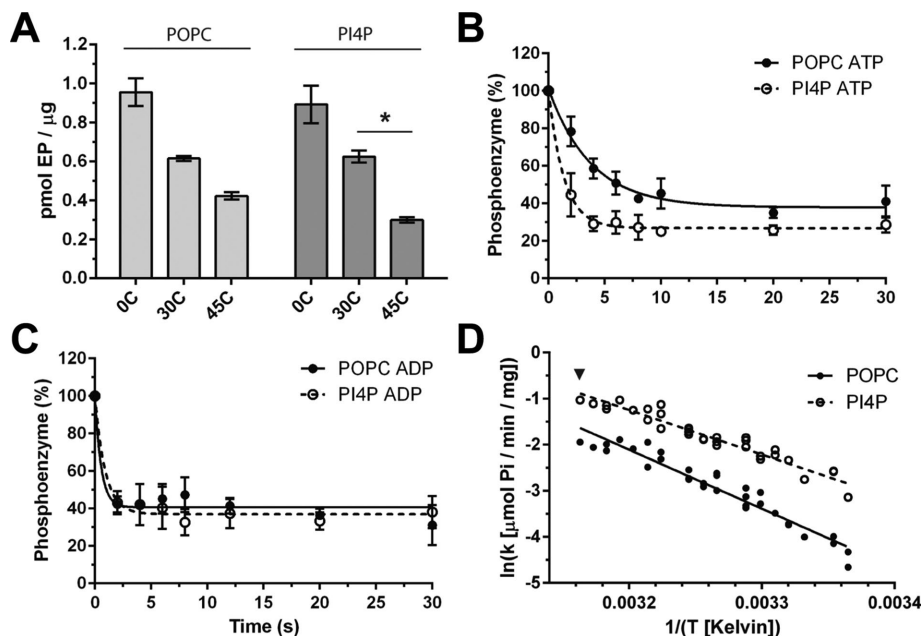 A
POPC
PI4P
pmol EP / µg
1.2
1.0
0.8
0.6
0.4
0.2
0.0
*
0C
30C
45C
0C
30C
45C
B
Phosphoenzyme (%)
120
100
80
60
40
20
0
POPC ATP
PI4P ATP
0
5
10
15
20
25
30
C
Phosphoenzyme (%)
120
100
80
60
40
20
0
POPC ADP
PI4P ADP
0
5
10
15
20
25
30
Time (s)
D
ln(k [µmol Pi / min / mg])
-0
-1
-2
-3
-4
-5
POPC
PI4P
0.0032
0.0033
0.0034
1/(T [Kelvin)